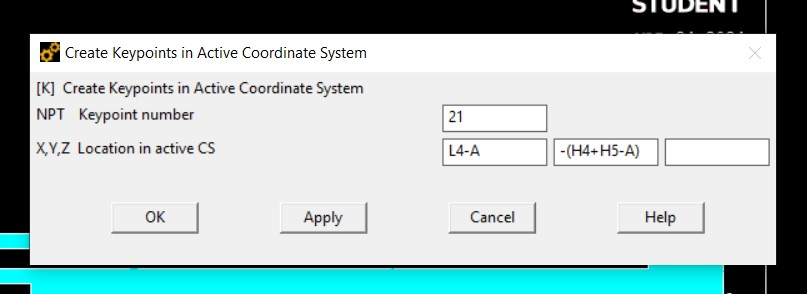 STUDENT
Create Keypoints in Active Coordinate System
[K] Create Keypoints in Active Coordinate System
NPT Keypoint number 21
X,Y,Z Location in active CS L4-A -(H4+H5-A)
OK Apply Cancel Help